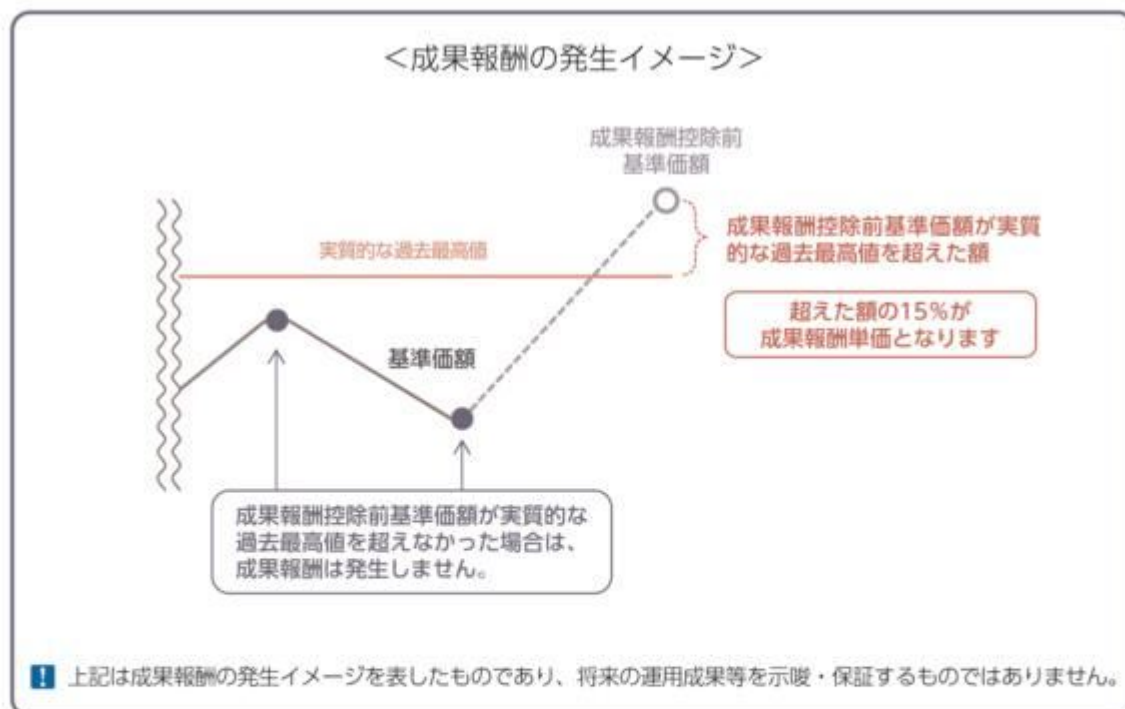 ＜成果報酬の発生イメージ＞
成果報酬控除前
基準価額
実質的な過去最高値
成果報酬控除前基準価額が実質
的な過去最高値を超えた額
超えた額の15%が
成果報酬単価となります
基準価額
成果報酬控除前基準価額が実質的な
過去最高値を超えなかった場合は、
成果報酬は発生しません。
! 上記は成果報酬の発生イメージを表したものであり、将来の運用成果等を示唆・保証するものではありません。